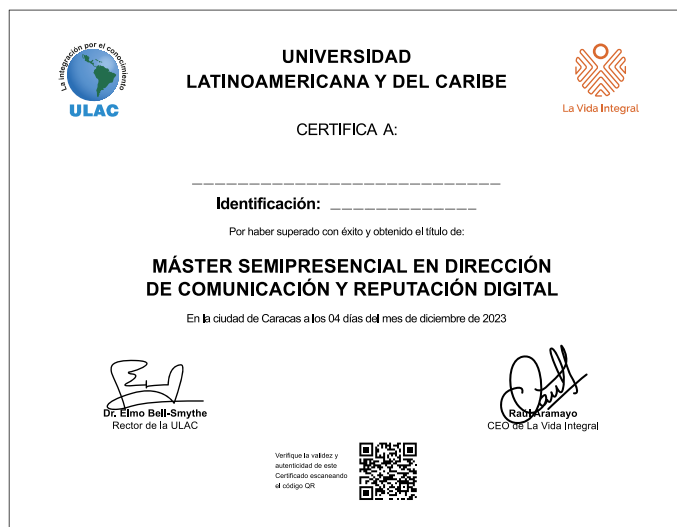 La integración por el conocimiento
ULAC
UNIVERSIDAD
LATINOAMERICANA Y DEL CARIBE
La Vida Integral
CERTIFICA A:
____________________________
Identificación: _____________
Por haber superado con éxito y obtenido el título de:
MÁSTER SEMIPRESENCIAL EN DIRECCIÓN
DE COMUNICACIÓN Y REPUTACIÓN DIGITAL
En la ciudad de Caracas a los 04 días del mes de diciembre de 2023
Dr. Elmo Bell-Smythe
Rector de la ULAC
Raúl Aramayo
CEO de La Vida Integral
Verifique la validez y
autenticidad de este
Certificado escaneando
el código QR